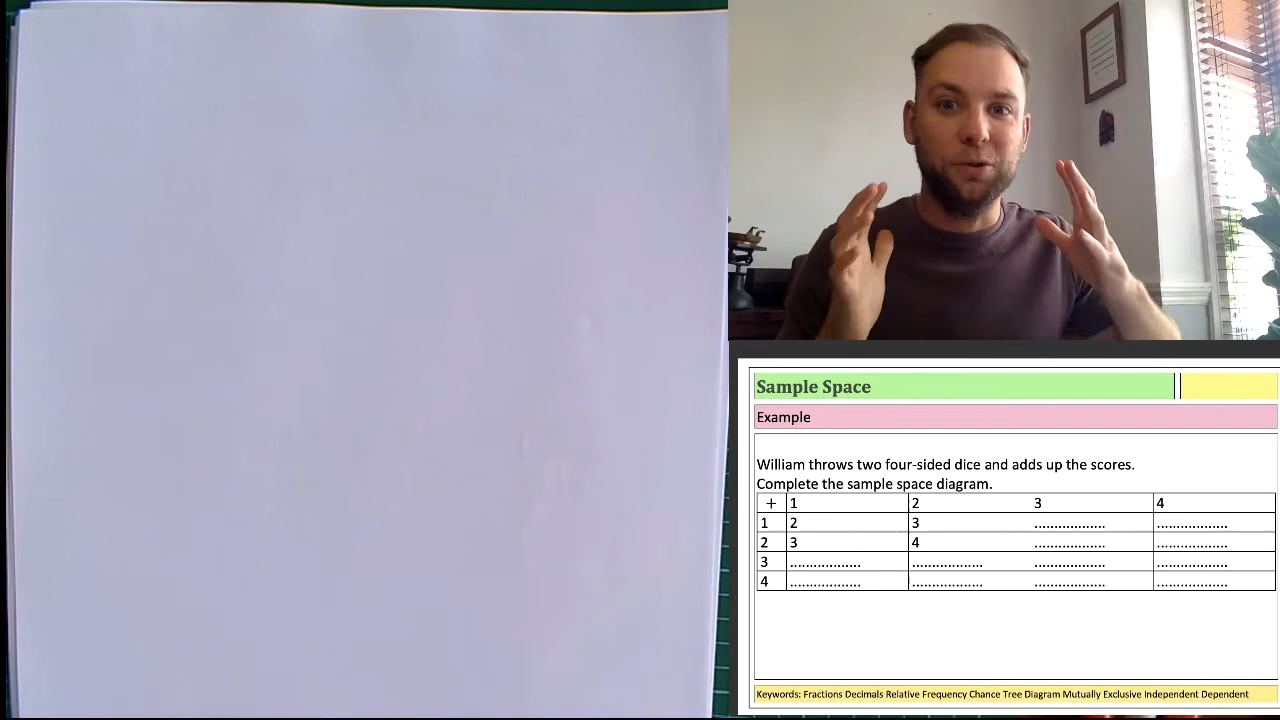 Sample Space
Example
William throws two four-sided dice and adds up the scores.
Complete the sample space diagram.
+ 1 2 3 4
1 2 3 .................. ..................
2 3 4 .................. ..................
3 .................. .................. .................. ..................
4 .................. .................. .................. ..................
Keywords: Fractions Decimals Relative Frequency Chance Tree Diagram Mutually Exclusive Independent Dependent